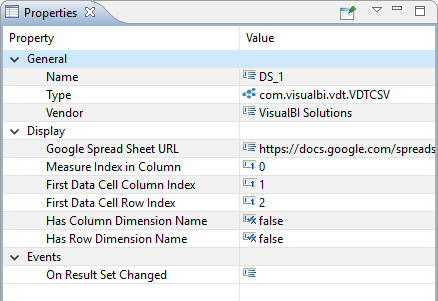 Properties
Property Value
General
Name DS_1
Type com.visualbi.vdt.VDTCSV
Vendor VisualBI Solutions
Display
Google Spread Sheet URL https://docs.google.com/spreads
Measure Index in Column 0
First Data Cell Column Index 1
First Data Cell Row Index 2
Has Column Dimension Name false
Has Row Dimension Name false
Events
On Result Set Changed